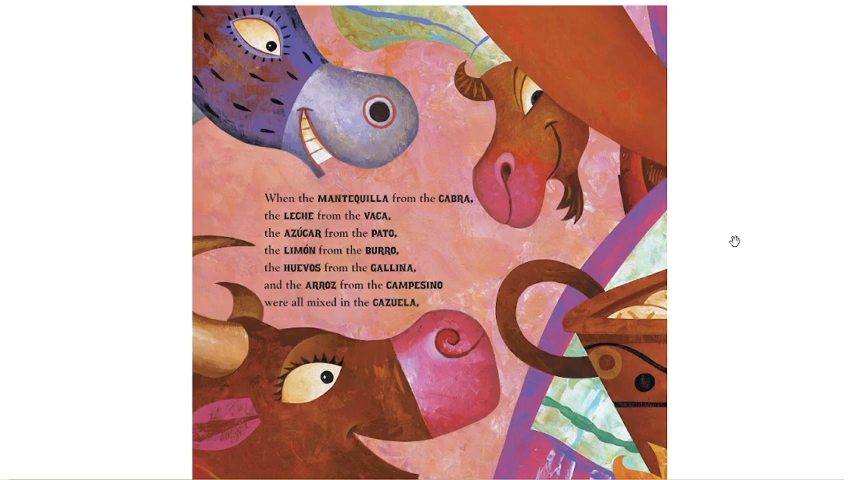 When the MANTEQUILLA from the CABRA,
the LECHE from the VACA,
the AZÚCAR from the PATO,
the LIMÓN from the BURRO,
the HUEVOS from the GALLINA,
and the ARROZ from the CAMPESINO
were all mixed in the CAZUELA,